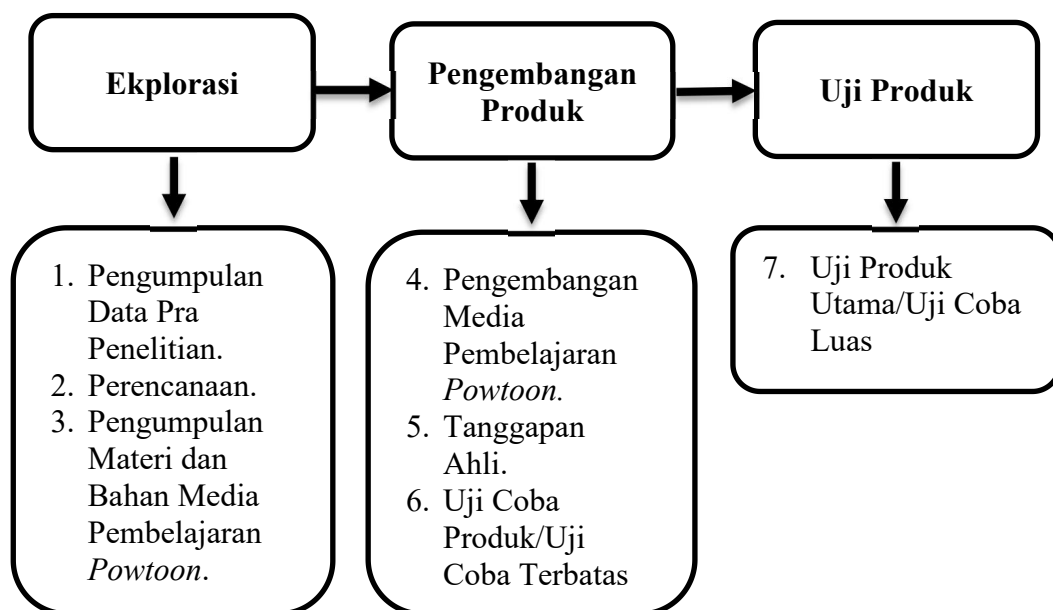 Ekplorasi
Pengembangan
Produk
Uji Produk
1. Pengumpulan
Data Pra
Penelitian.
2. Perencanaan.
3. Pengumpulan
Materi dan
Bahan Media
Pembelajaran
Powtoon.
4. Pengembangan
Media
Pembelajaran
Powtoon.
5. Tanggapan
Ahli.
6. Uji Coba
Produk/Uji
Coba Terbatas
7. Uji Produk
Utama/Uji Coba
Luas